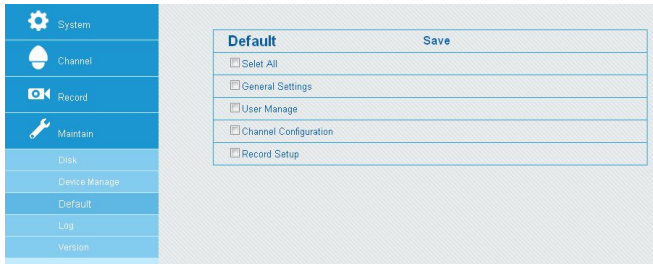 System
Channel
Record
Maintain
Disk
Device Manage
Default
Log
Version
Default Save
Selet All
General Settings
User Manage
Channel Configuration
Record Setup